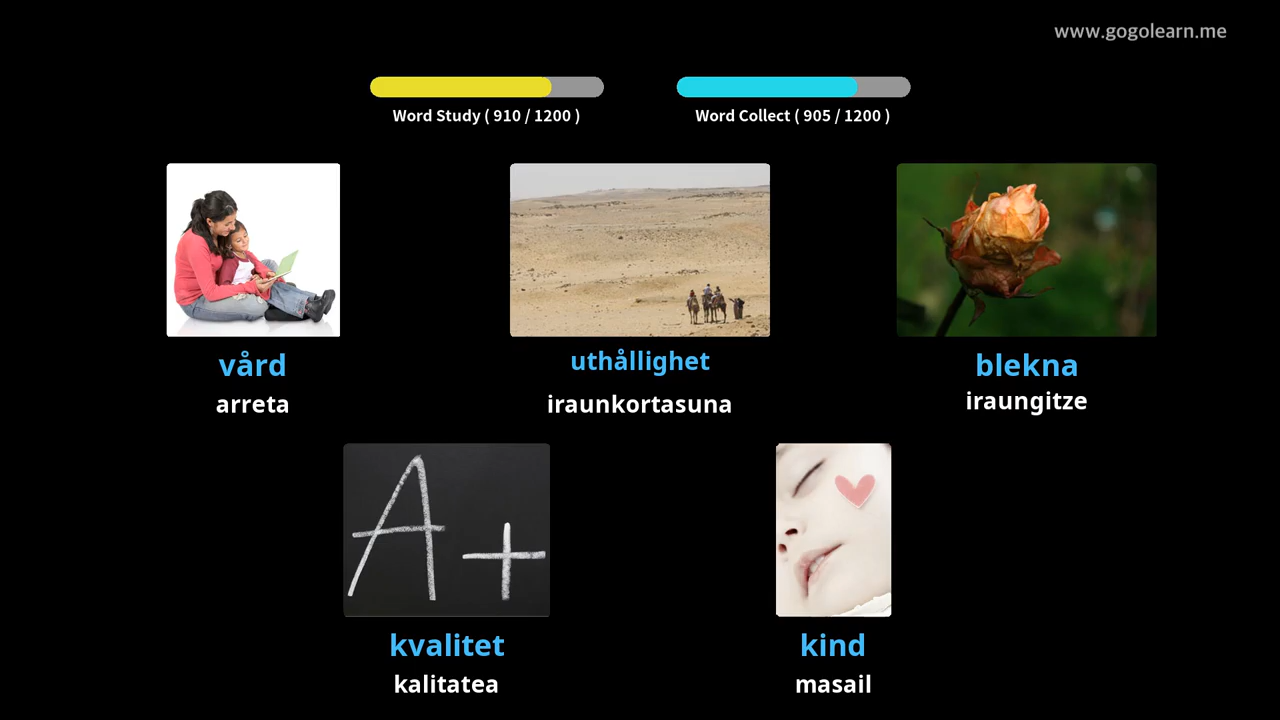 www.gogolearn.me
Word Study ( 910 / 1200 )
Word Collect ( 905 / 1200 )
vård
arreta
uthållighet
iraunkortasuna
blekna
iraungitze
A+
kvalitet
kalitatea
kind
masail